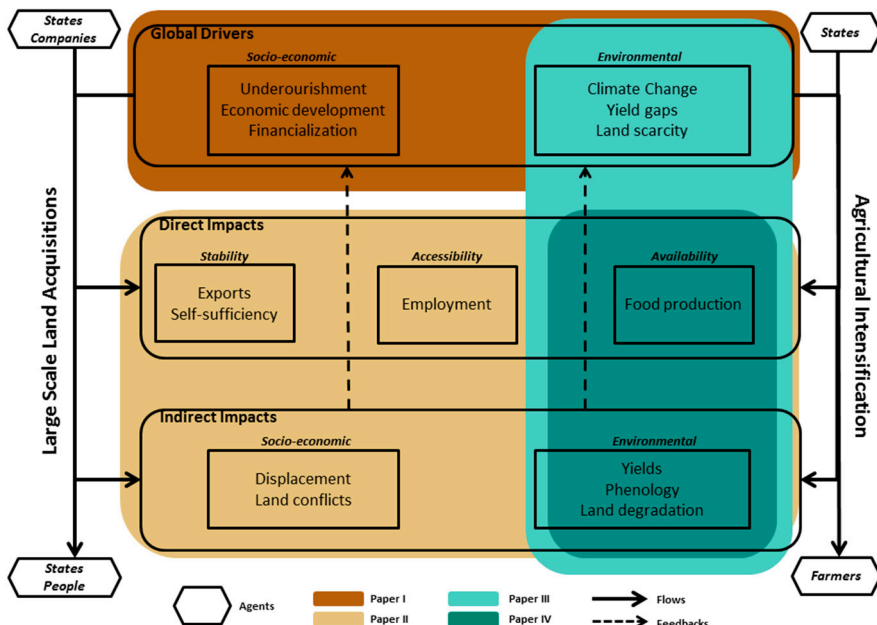 States
Companies
States
Global Drivers
Socio-economic
Environmental
Underourishment
Economic development
Financialization
Climate Change
Yield gaps
Land scarcity
Large Scale Land Acquisitions
Agricultural Intensification
Direct Impacts
Stability
Accessibility
Availability
Exports
Self-sufficiency
Employment
Food production
Indirect Impacts
Socio-economic
Environmental
Displacement
Land conflicts
Yields
Phenology
Land degradation
States
People
Farmers
Agents
Paper I
Paper II
Paper III
Paper IV
Flows
Feedbacks